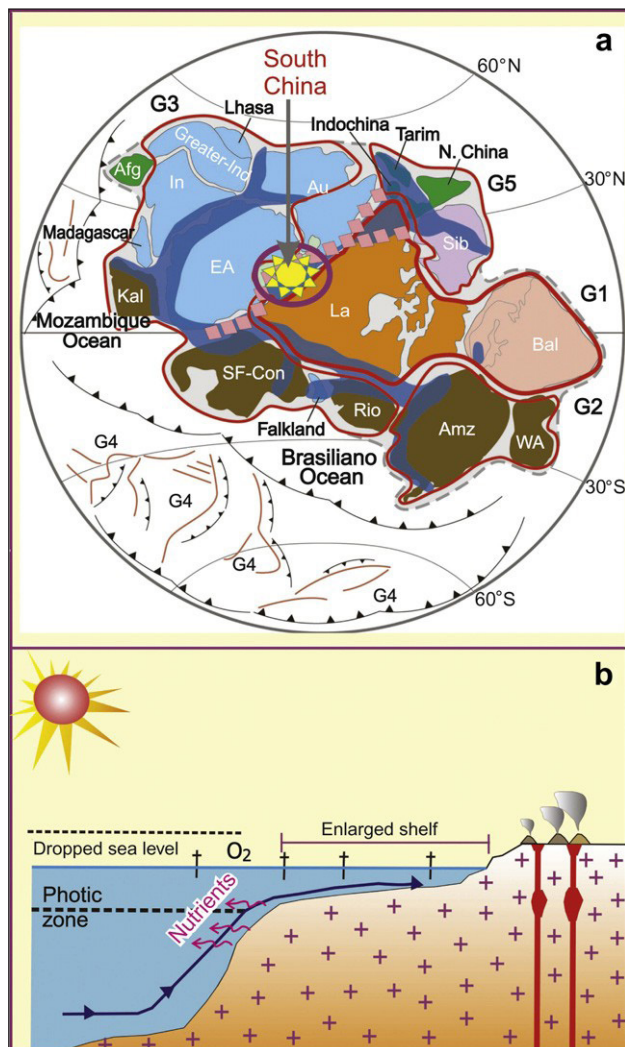 a
South
China
60°N
G3
Lhasa
Indochina
Tarim
N. China
Greater-Ind
Afg
Au
G5
30°N
In
Madagascar
Sib
EA
Kal
La
G1
Mozambique
Ocean
Bal
SF-Con
G2
Rio
Amz
WA
Falkland
Brasiliano
Ocean
G4
30°S
G4
G4
G4
60°S
b
Enlarged shelf
Dropped sea level
O2
Photic
zone
Nutrients